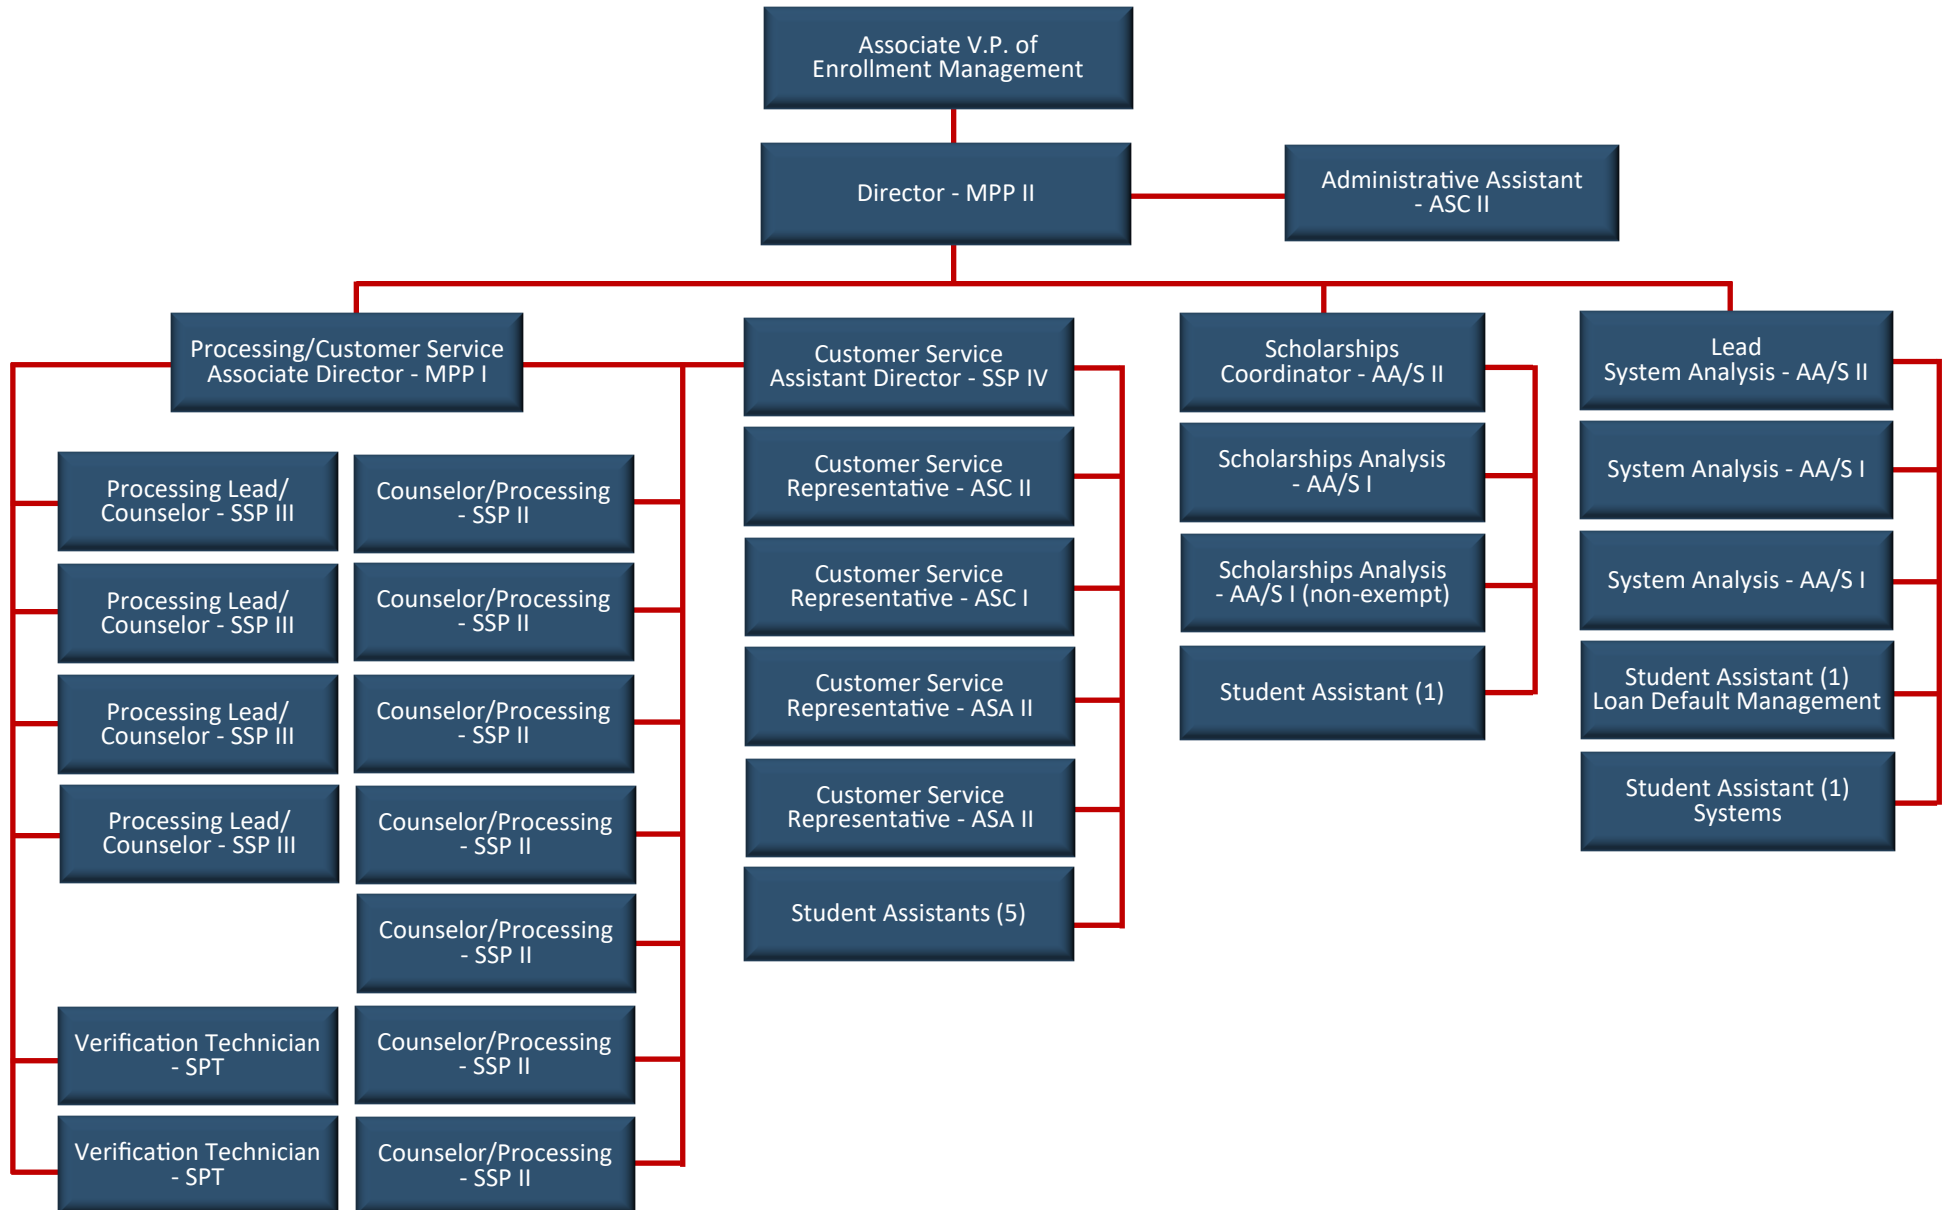 Associate V.P. of
Enrollment Management
Director - MPP II
Administrative Assistant
- ASC II
Processing/Customer Service
Associate Director - MPP I
Customer Service
Assistant Director - SSP IV
Scholarships
Coordinator - AA/S II
Lead
System Analysis - AA/S II
Processing Lead/
Counselor - SSP III
Processing Lead/
Counselor - SSP III
Processing Lead/
Counselor - SSP III
Processing Lead/
Counselor - SSP III
Verification Technician
- SPT
Verification Technician
- SPT
Counselor/Processing
- SSP II
Counselor/Processing
- SSP II
Counselor/Processing
- SSP II
Counselor/Processing
- SSP II
Counselor/Processing
- SSP II
Counselor/Processing
- SSP II
Counselor/Processing
- SSP II
Customer Service
Representative - ASC II
Customer Service
Representative - ASC I
Customer Service
Representative - ASA II
Customer Service
Representative - ASA II
Student Assistants (5)
Scholarships Analysis
- AA/S I
Scholarships Analysis
- AA/S I (non-exempt)
Student Assistant (1)
System Analysis - AA/S I
System Analysis - AA/S I
Student Assistant (1)
Loan Default Management
Student Assistant (1)
Systems